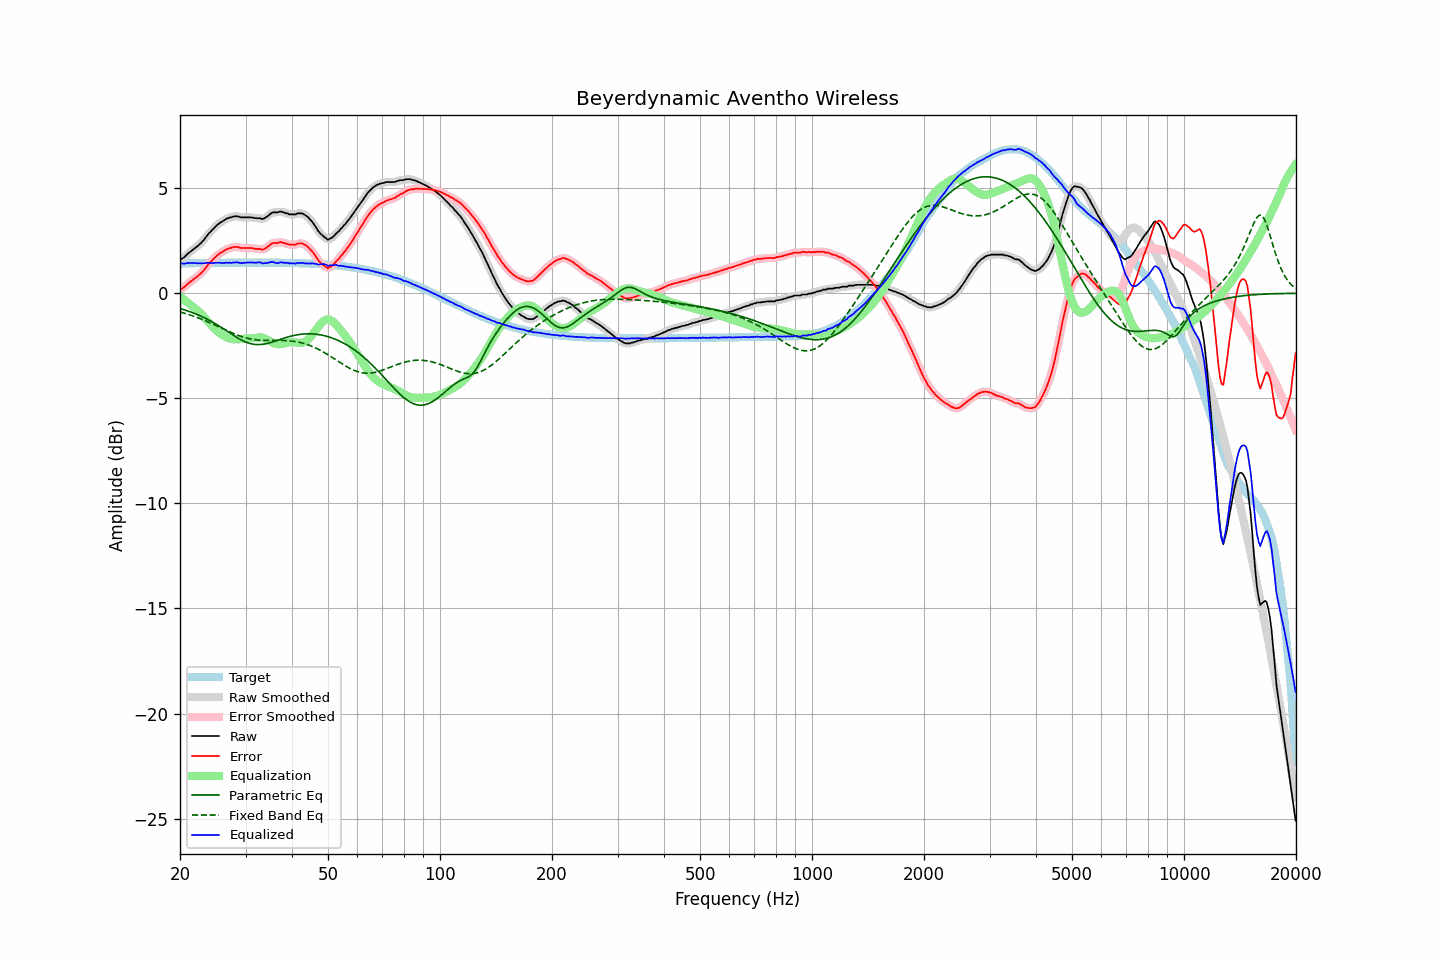 Beyerdynamic Aventho Wireless
Amplitude (dBr)
5
0
−5
−10
−15
−20
−25
Target
Raw Smoothed
Error Smoothed
Raw
Error
Equalization
Parametric Eq
Fixed Band Eq
Equalized
20 50 100 200 500 1000 2000 5000 10000 20000
Frequency (Hz)